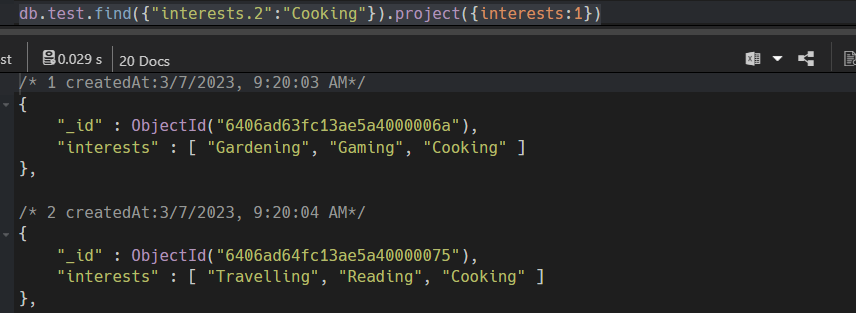 db.test.find({"interests.2":"Cooking"}).project({interests:1})
st 0.029 s 20 Docs
/* 1 createdAt:3/7/2023, 9:20:03 AM*/
{
"_id" : ObjectId("6406ad63fc13ae5a4000006a"),
"interests" : [ "Gardening", "Gaming", "Cooking" ]
},
/* 2 createdAt:3/7/2023, 9:20:04 AM*/
{
"_id" : ObjectId("6406ad64fc13ae5a40000075"),
"interests" : [ "Travelling", "Reading", "Cooking" ]
},